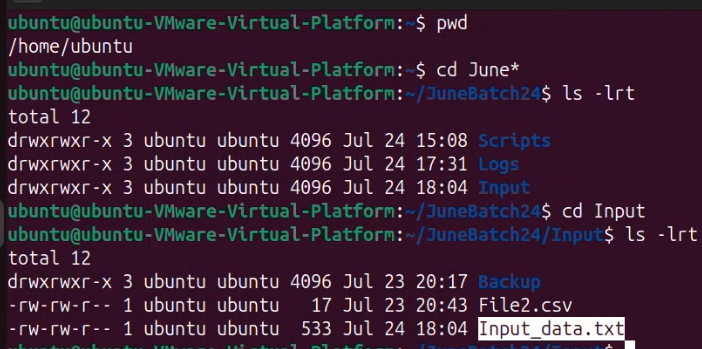 ubuntu@ubuntu-VMware-Virtual-Platform:~$ pwd
/home/ubuntu
ubuntu@ubuntu-VMware-Virtual-Platform:~$ cd June*
ubuntu@ubuntu-VMware-Virtual-Platform:~/JuneBatch24$ ls -lrt
total 12
drwxrwxr-x 3 ubuntu ubuntu 4096 Jul 24 15:08 Scripts
drwxrwxr-x 3 ubuntu ubuntu 4096 Jul 24 17:31 Logs
drwxrwxr-x 3 ubuntu ubuntu 4096 Jul 24 18:04 Input
ubuntu@ubuntu-VMware-Virtual-Platform:~/JuneBatch24$ cd Input
ubuntu@ubuntu-VMware-Virtual-Platform:~/JuneBatch24/Input$ ls -lrt
total 12
drwxrwxr-x 3 ubuntu ubuntu 4096 Jul 23 20:17 Backup
-rw-rw-r-- 1 ubuntu ubuntu   17 Jul 23 20:43 File2.csv
-rw-rw-r-- 1 ubuntu ubuntu  533 Jul 24 18:04 Input_data.txt